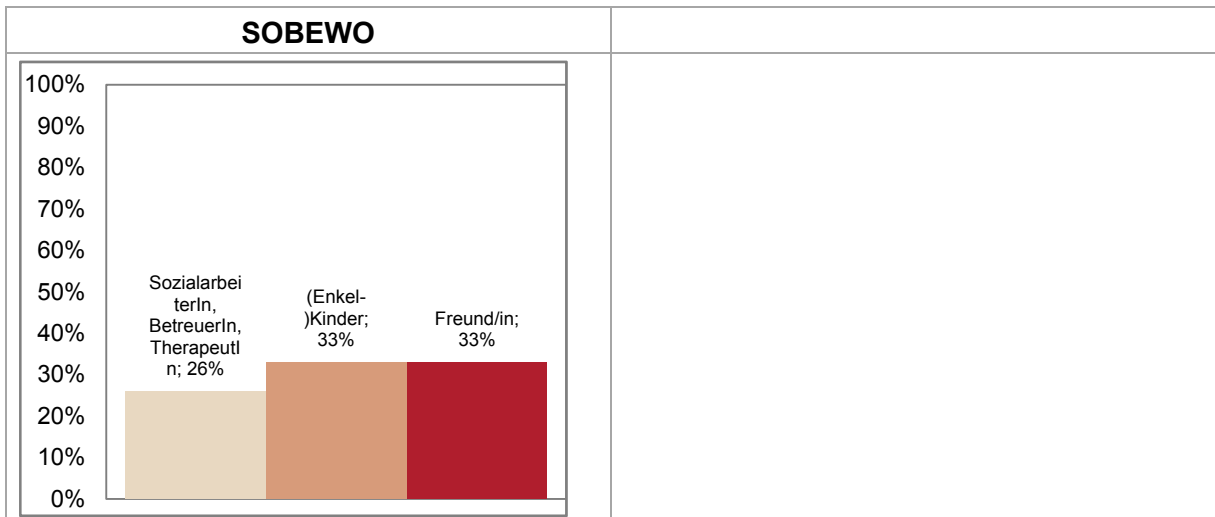 SOBEWO
100%
90%
80%
70%
60%
50%
40%
30%
20%
10%
0%
Sozialarbei
terIn,
BetreuerIn,
TherapeutI
n; 26%
(Enkel-
)Kinder;
33%
Freund/in;
33%